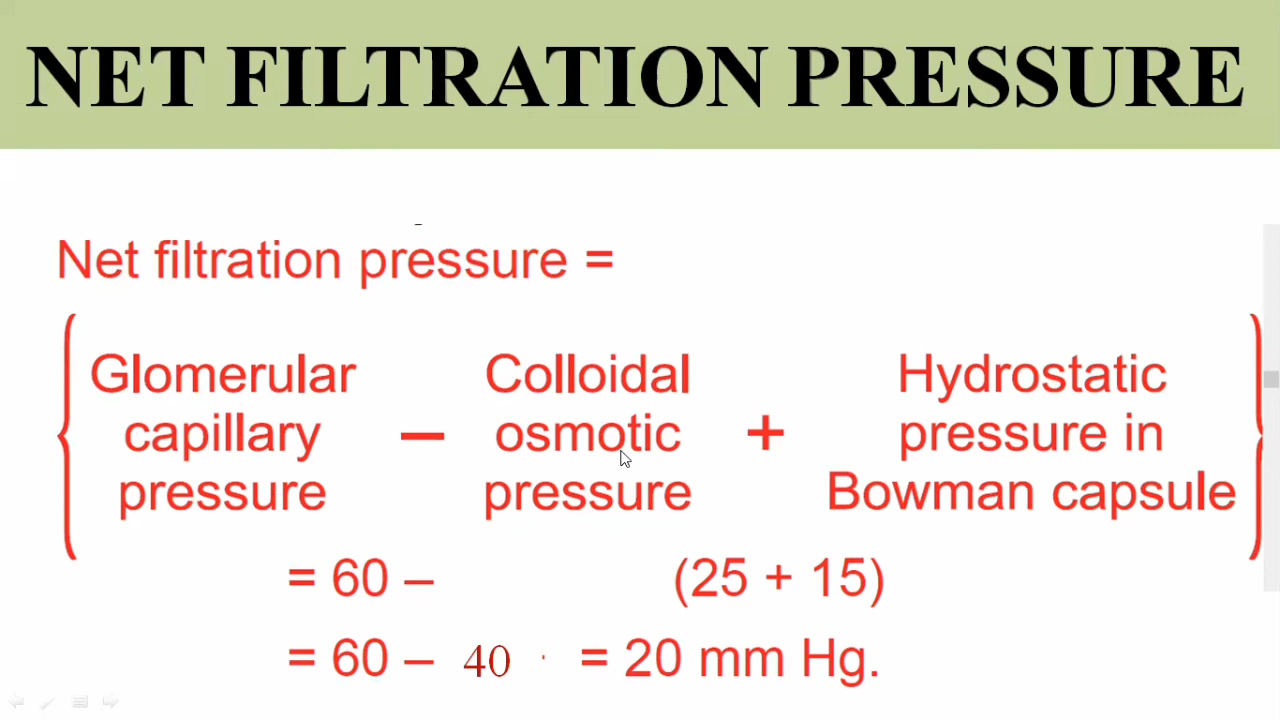 NET FILTRATION PRESSURE
Net filtration pressure =
Glomerular capillary pressure – Colloidal osmotic pressure + Hydrostatic pressure in Bowman capsule
= 60 – (25 + 15)
= 60 – 40 = 20 mm Hg.